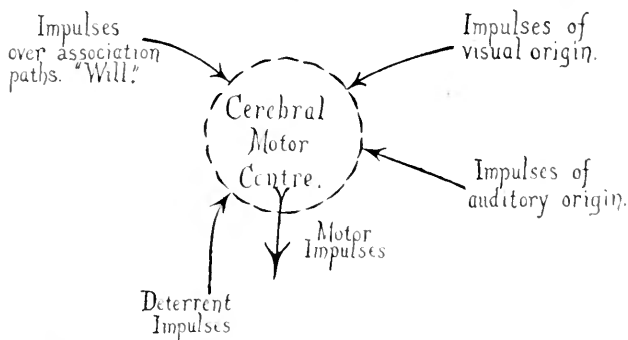 Impulses
over association
paths. "Will."
Impulses of
visual origin.
Cerebral
Motor
Centre.
Impulses of
auditory origin.
Motor
Impulses
Deterrent
Impulses